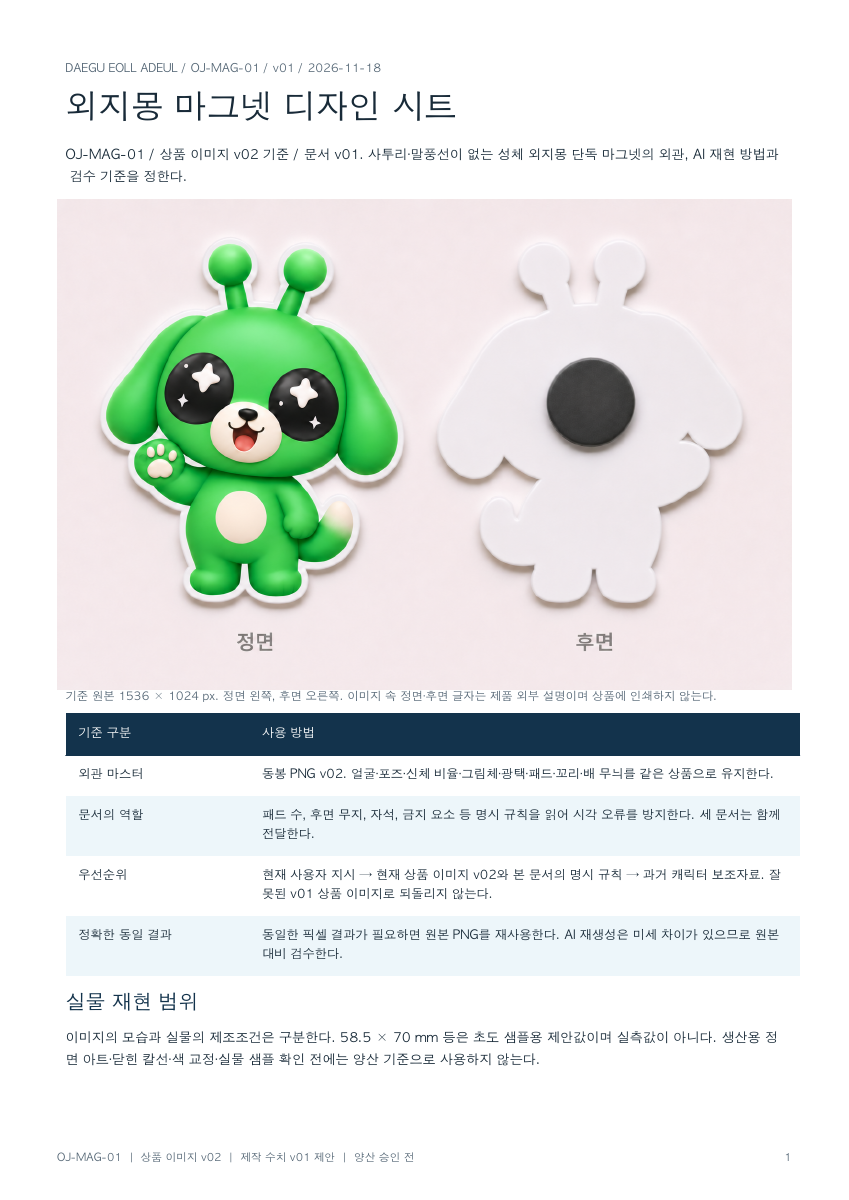 DAEGU EOLL ADEUL / OJ-MAG-01 / v01 / 2026-11-18
외지몽 마그넷 디자인 시트
OJ-MAG-01 / 상품 이미지 v02 기준 / 문서 v01. 사투리·말풍선이 없는 성체 외지몽 단독 마그넷의 외관, AI 재현 방법과
검수 기준을 정한다.
정면
후면
기준 원본 1536 × 1024 px. 정면 왼쪽, 후면 오른쪽. 이미지 속 정면·후면 글자는 제품 외부 설명이며 상품에 인쇄하지 않는다.
기준 구분 사용 방법
외관 마스터 동봉 PNG v02. 얼굴·포즈·신체 비율·그림체·광택·패드·꼬리·배 무늬를 같은 상품으로 유지한다.
문서의 역할 패드 수, 후면 무지, 자석, 금지 요소 등 명시 규칙을 읽어 시각 오류를 방지한다. 세 문서는 함께
전달한다.
우선순위 현재 사용자 지시 → 현재 상품 이미지 v02와 본 문서의 명시 규칙 → 과거 캐릭터 보조자료. 잘
못된 v01 상품 이미지로 되돌리지 않는다.
정확한 동일 결과 동일한 픽셀 결과가 필요하면 원본 PNG를 재사용한다. AI 재생성은 미세 차이가 있으므로 원본
대비 검수한다.
실물 재현 범위
이미지의 모습과 실물의 제조조건은 구분한다. 58.5 × 70 mm 등은 초도 샘플용 제안값이며 실측값이 아니다. 생산용 정
면 아트·닫힌 칼선·색 교정·실물 샘플 확인 전에는 양산 기준으로 사용하지 않는다.
OJ-MAG-01 | 상품 이미지 v02 | 제작 수치 v01 제안 | 양산 승인 전 1